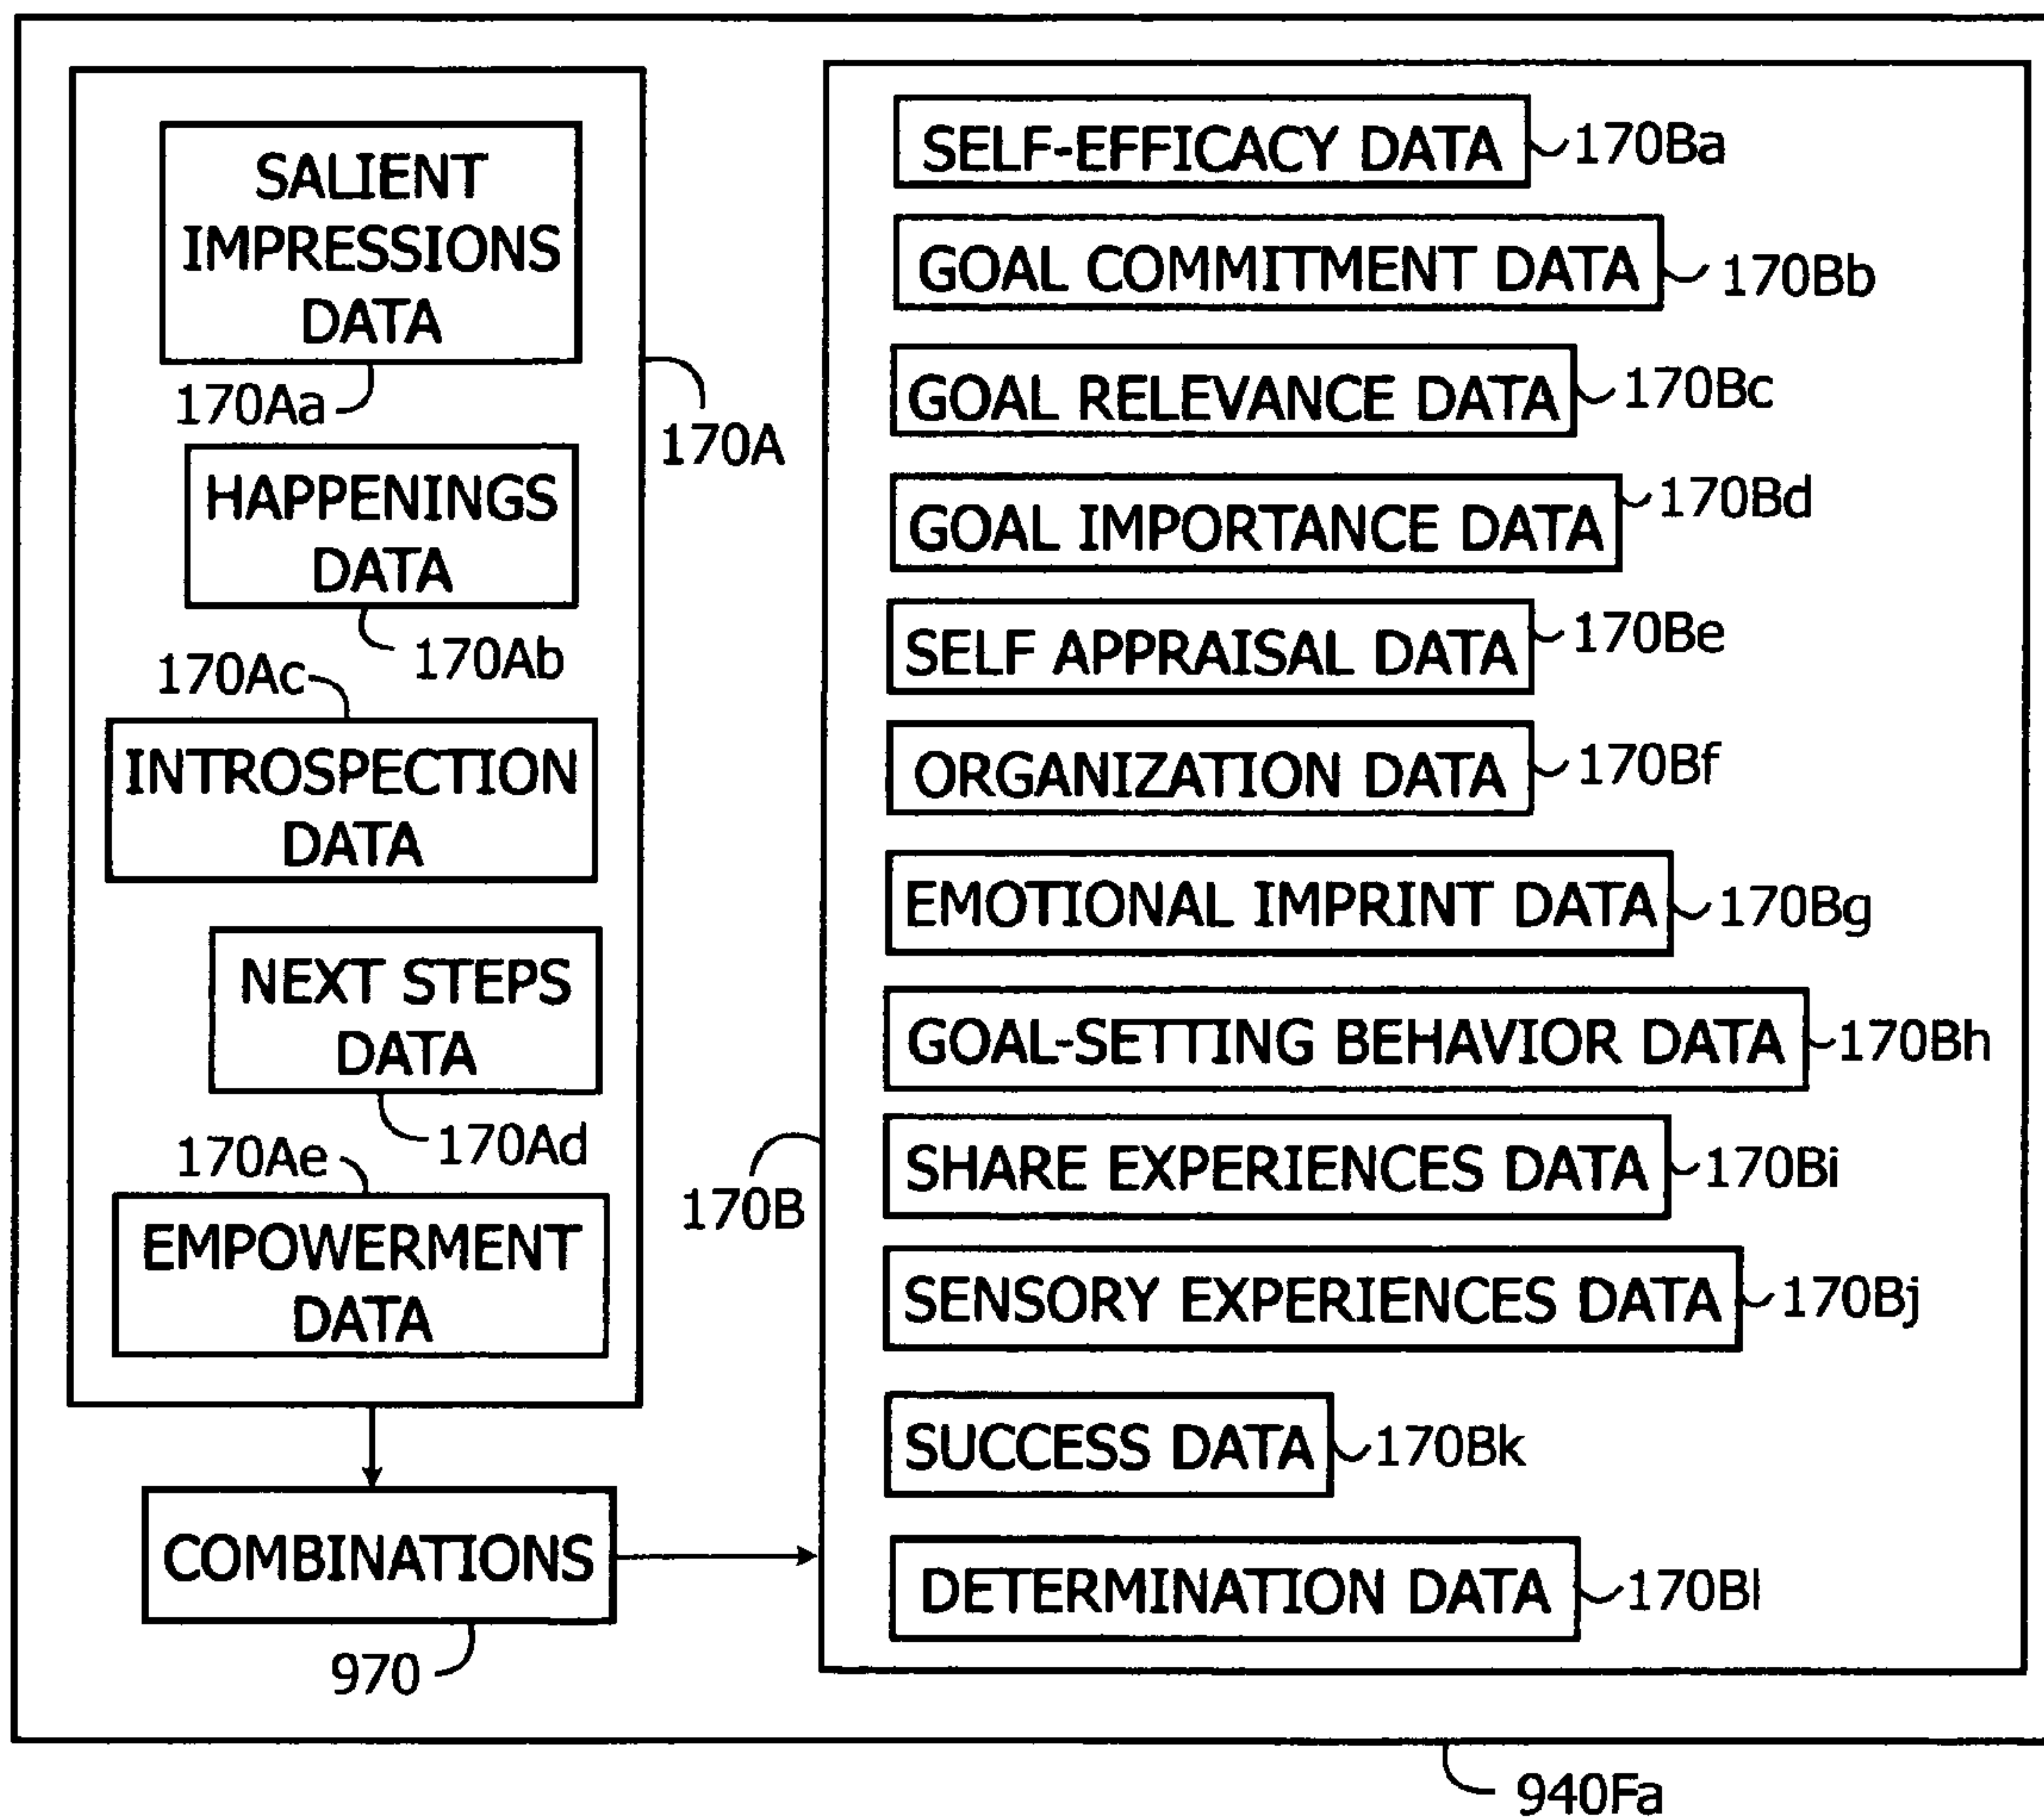 SALIENT
IMPRESSIONS
DATA
170Aa
170A
HAPPENINGS
DATA
170Ab
170Ac
INTROSPECTION
DATA
NEXT STEPS
DATA
170Ad
170Ae
EMPOWERMENT
DATA
COMBINATIONS
970
170B
SELF-EFFICACY DATA
170Ba
GOAL COMMITMENT DATA
170Bb
GOAL RELEVANCE DATA
170Bc
GOAL IMPORTANCE DATA
170Bd
SELF APPRAISAL DATA
170Be
ORGANIZATION DATA
170Bf
EMOTIONAL IMPRINT DATA
170Bg
GOAL-SETTING BEHAVIOR DATA
170Bh
SHARE EXPERIENCES DATA
170Bi
SENSORY EXPERIENCES DATA
170Bj
SUCCESS DATA
170Bk
DETERMINATION DATA
170Bl
940Fa